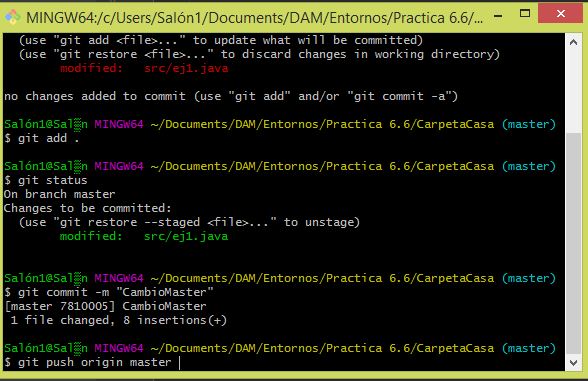 MINGW64:/c/Users/Salón1/Documents/DAM/Entornos/Practica 6.6/...
(use "git add <file>..." to update what will be committed)
(use "git restore <file>..." to discard changes in working directory)
modified:   src/ej1.java
no changes added to commit (use "git add" and/or "git commit -a")
Salón1@Sal▒n MINGW64 ~/Documents/DAM/Entornos/Practica 6.6/CarpetaCasa (master)
$ git add .
Salón1@Sal▒n MINGW64 ~/Documents/DAM/Entornos/Practica 6.6/CarpetaCasa (master)
$ git status
On branch master
Changes to be committed:
(use "git restore --staged <file>..." to unstage)
modified:   src/ej1.java
Salón1@Sal▒n MINGW64 ~/Documents/DAM/Entornos/Practica 6.6/CarpetaCasa (master)
$ git commit -m "CambioMaster"
[master 7810005] CambioMaster
1 file changed, 8 insertions(+)
Salón1@Sal▒n MINGW64 ~/Documents/DAM/Entornos/Practica 6.6/CarpetaCasa (master)
$ git push origin master